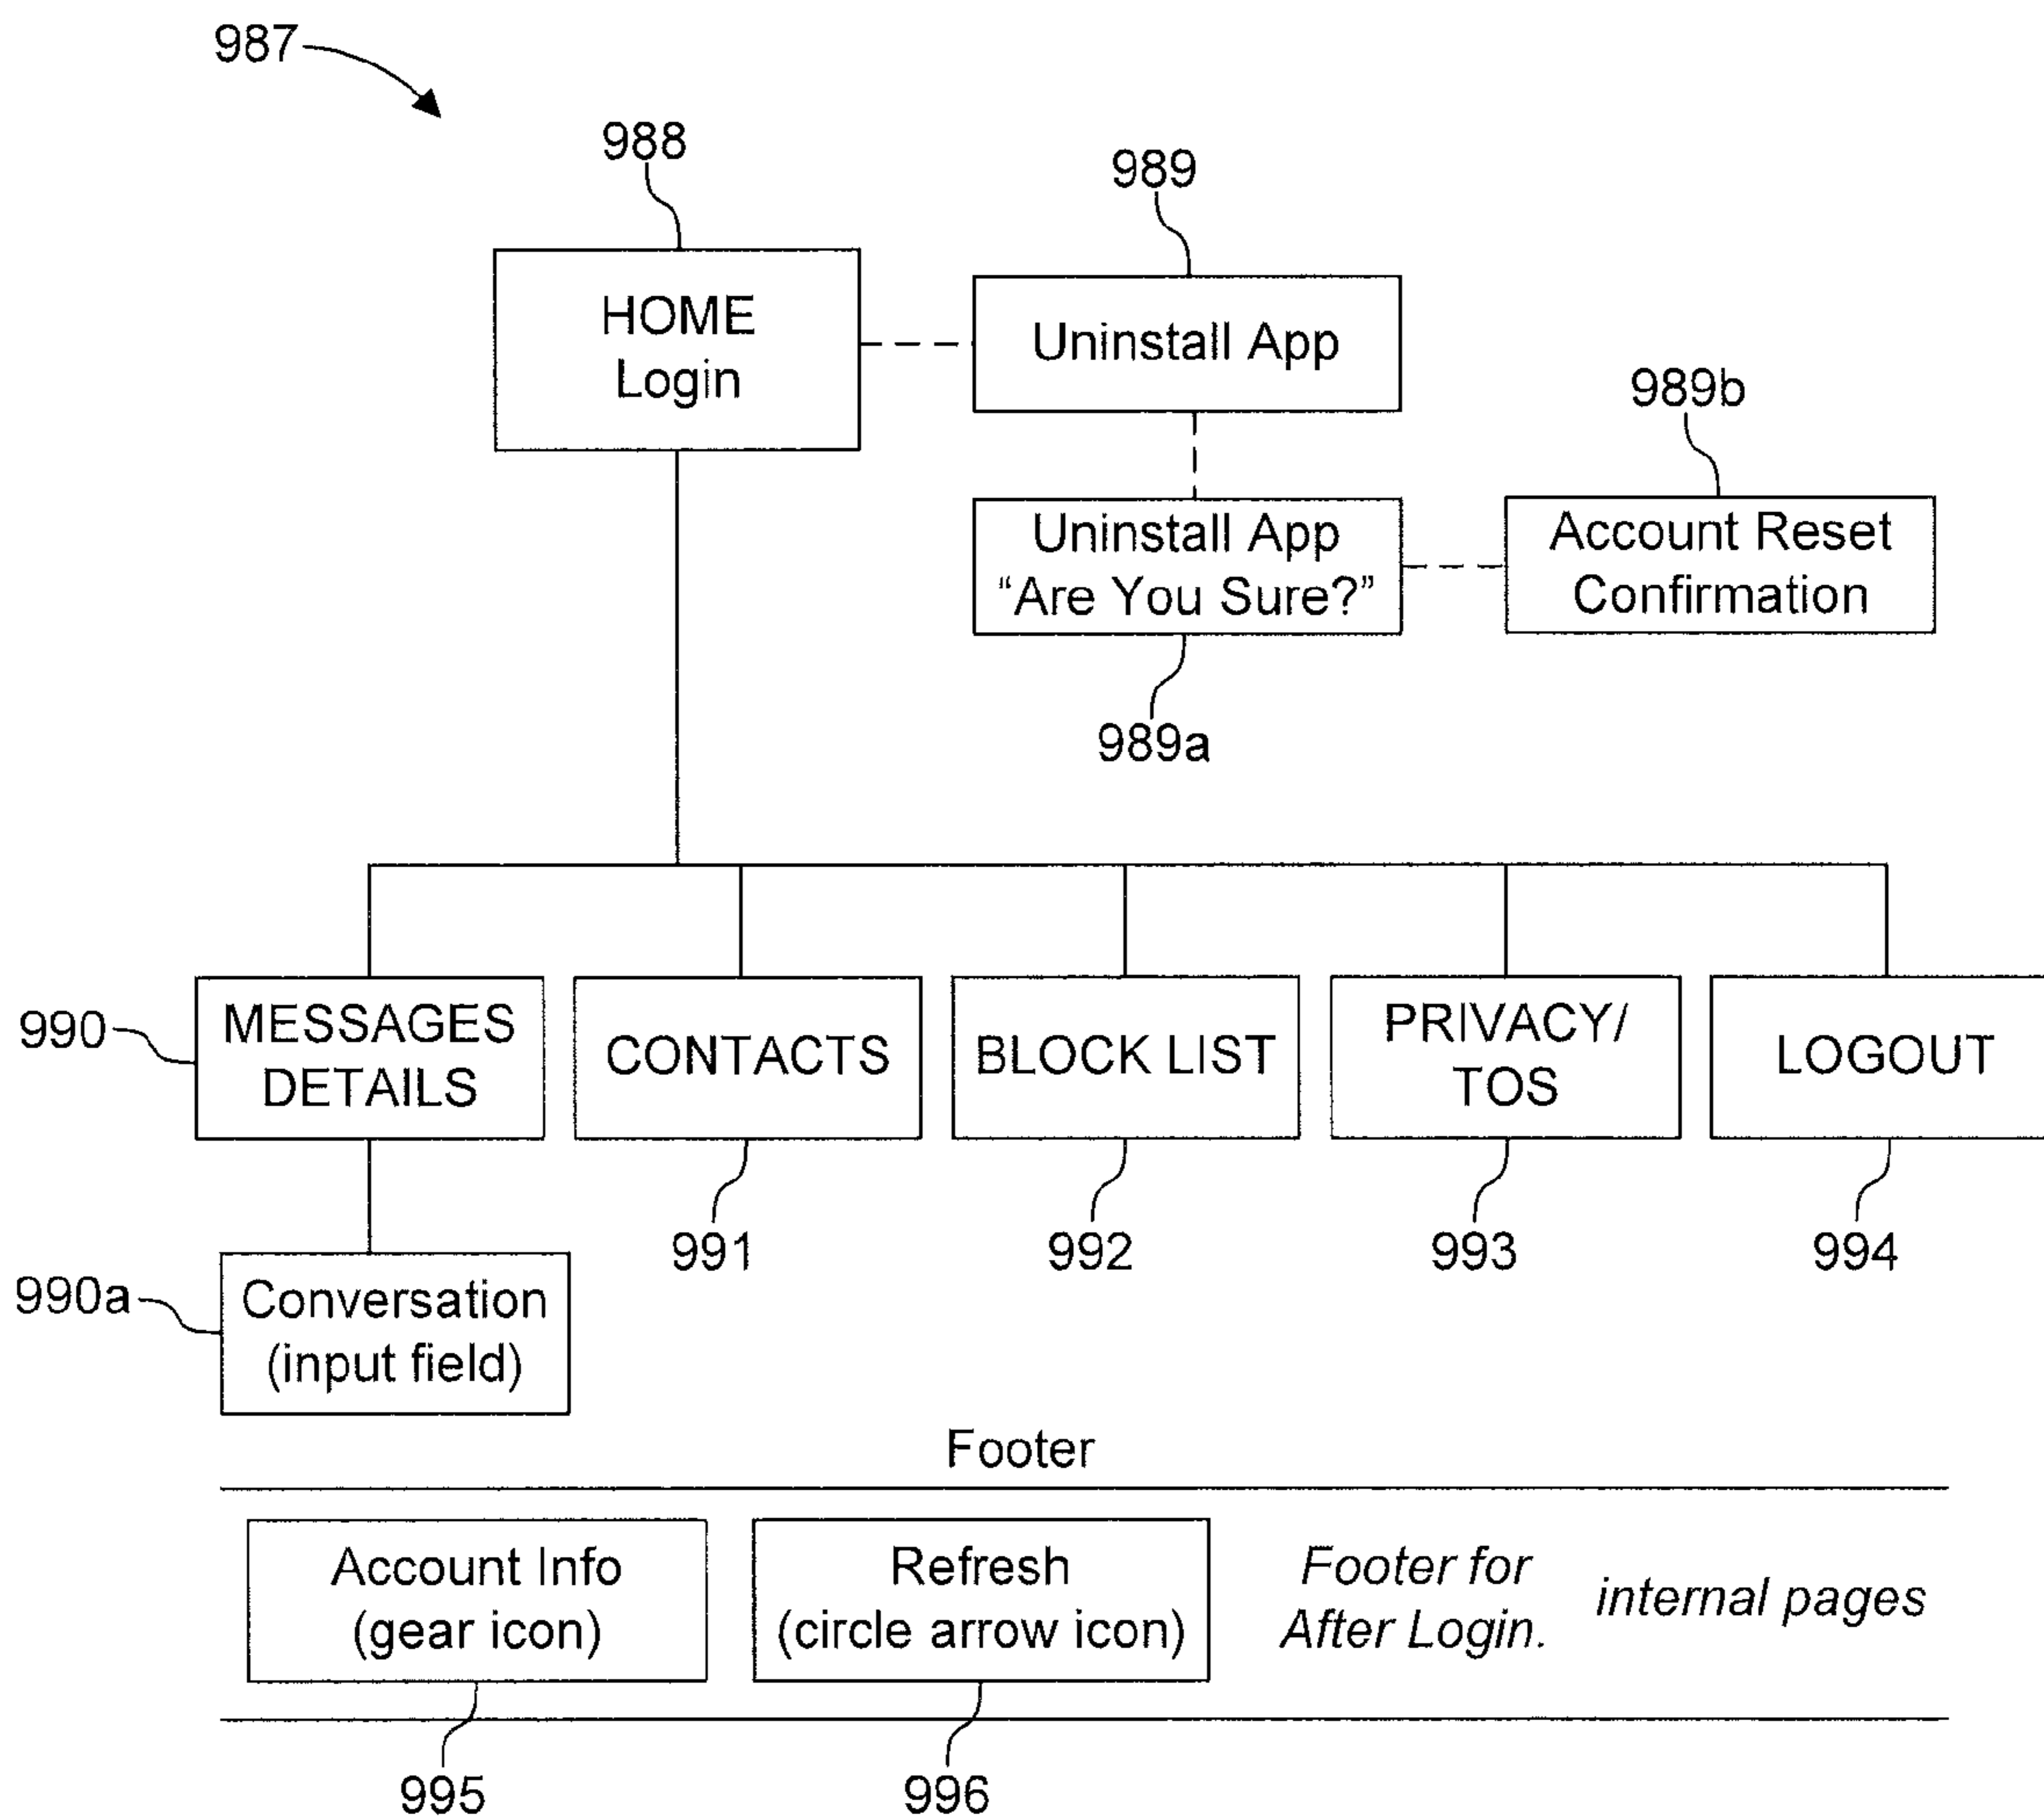 987
988
989
HOME
Login
Uninstall App
989b
Uninstall App
“Are You Sure?”
Account Reset
Confirmation
989a
990
MESSAGES
DETAILS
CONTACTS
BLOCK LIST
PRIVACY/
TOS
LOGOUT
991
992
993
994
990a
Conversation
(input field)
Footer
Account Info
(gear icon)
Refresh
(circle arrow icon)
Footer for
After Login.
internal pages
995
996